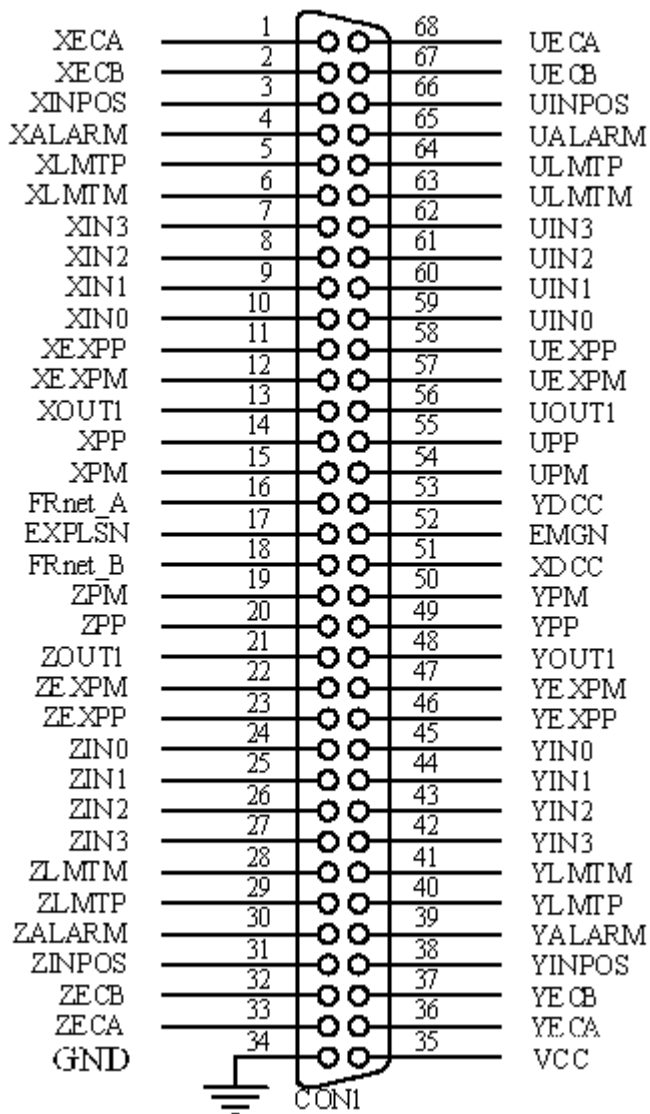 XECA 1 68 UECA
XECB 2 67 UECB
XINPOS 3 66 UINPOS
XALARM 4 65 UALARM
XLMTP 5 64 ULMTP
XLMTM 6 63 ULMTM
XIN3 7 62 UIN3
XIN2 8 61 UIN2
XIN1 9 60 UIN1
XIN0 10 59 UIN0
XEXPP 11 58 UEXPP
XEXPM 12 57 UEXPM
XOUT1 13 56 UOUT1
XPP 14 55 UPP
XPM 15 54 UPM
FRnet_A 16 53 YDCC
EXPLSN 17 52 EMGN
FRnet_B 18 51 XDCC
ZPM 19 50 YPM
ZPP 20 49 YPP
ZOUT1 21 48 YOUT1
ZEXPM 22 47 YEXPM
ZEXPP 23 46 YEXPP
ZIN0 24 45 YIN0
ZIN1 25 44 YIN1
ZIN2 26 43 YIN2
ZIN3 27 42 YIN3
ZLMTM 28 41 YLMTM
ZLMTP 29 40 YLMTP
ZALARM 30 39 YALARM
ZINPOS 31 38 YINPOS
ZECB 32 37 YECB
ZECA 33 36 YECA
GND 34 35 VCC
CON1